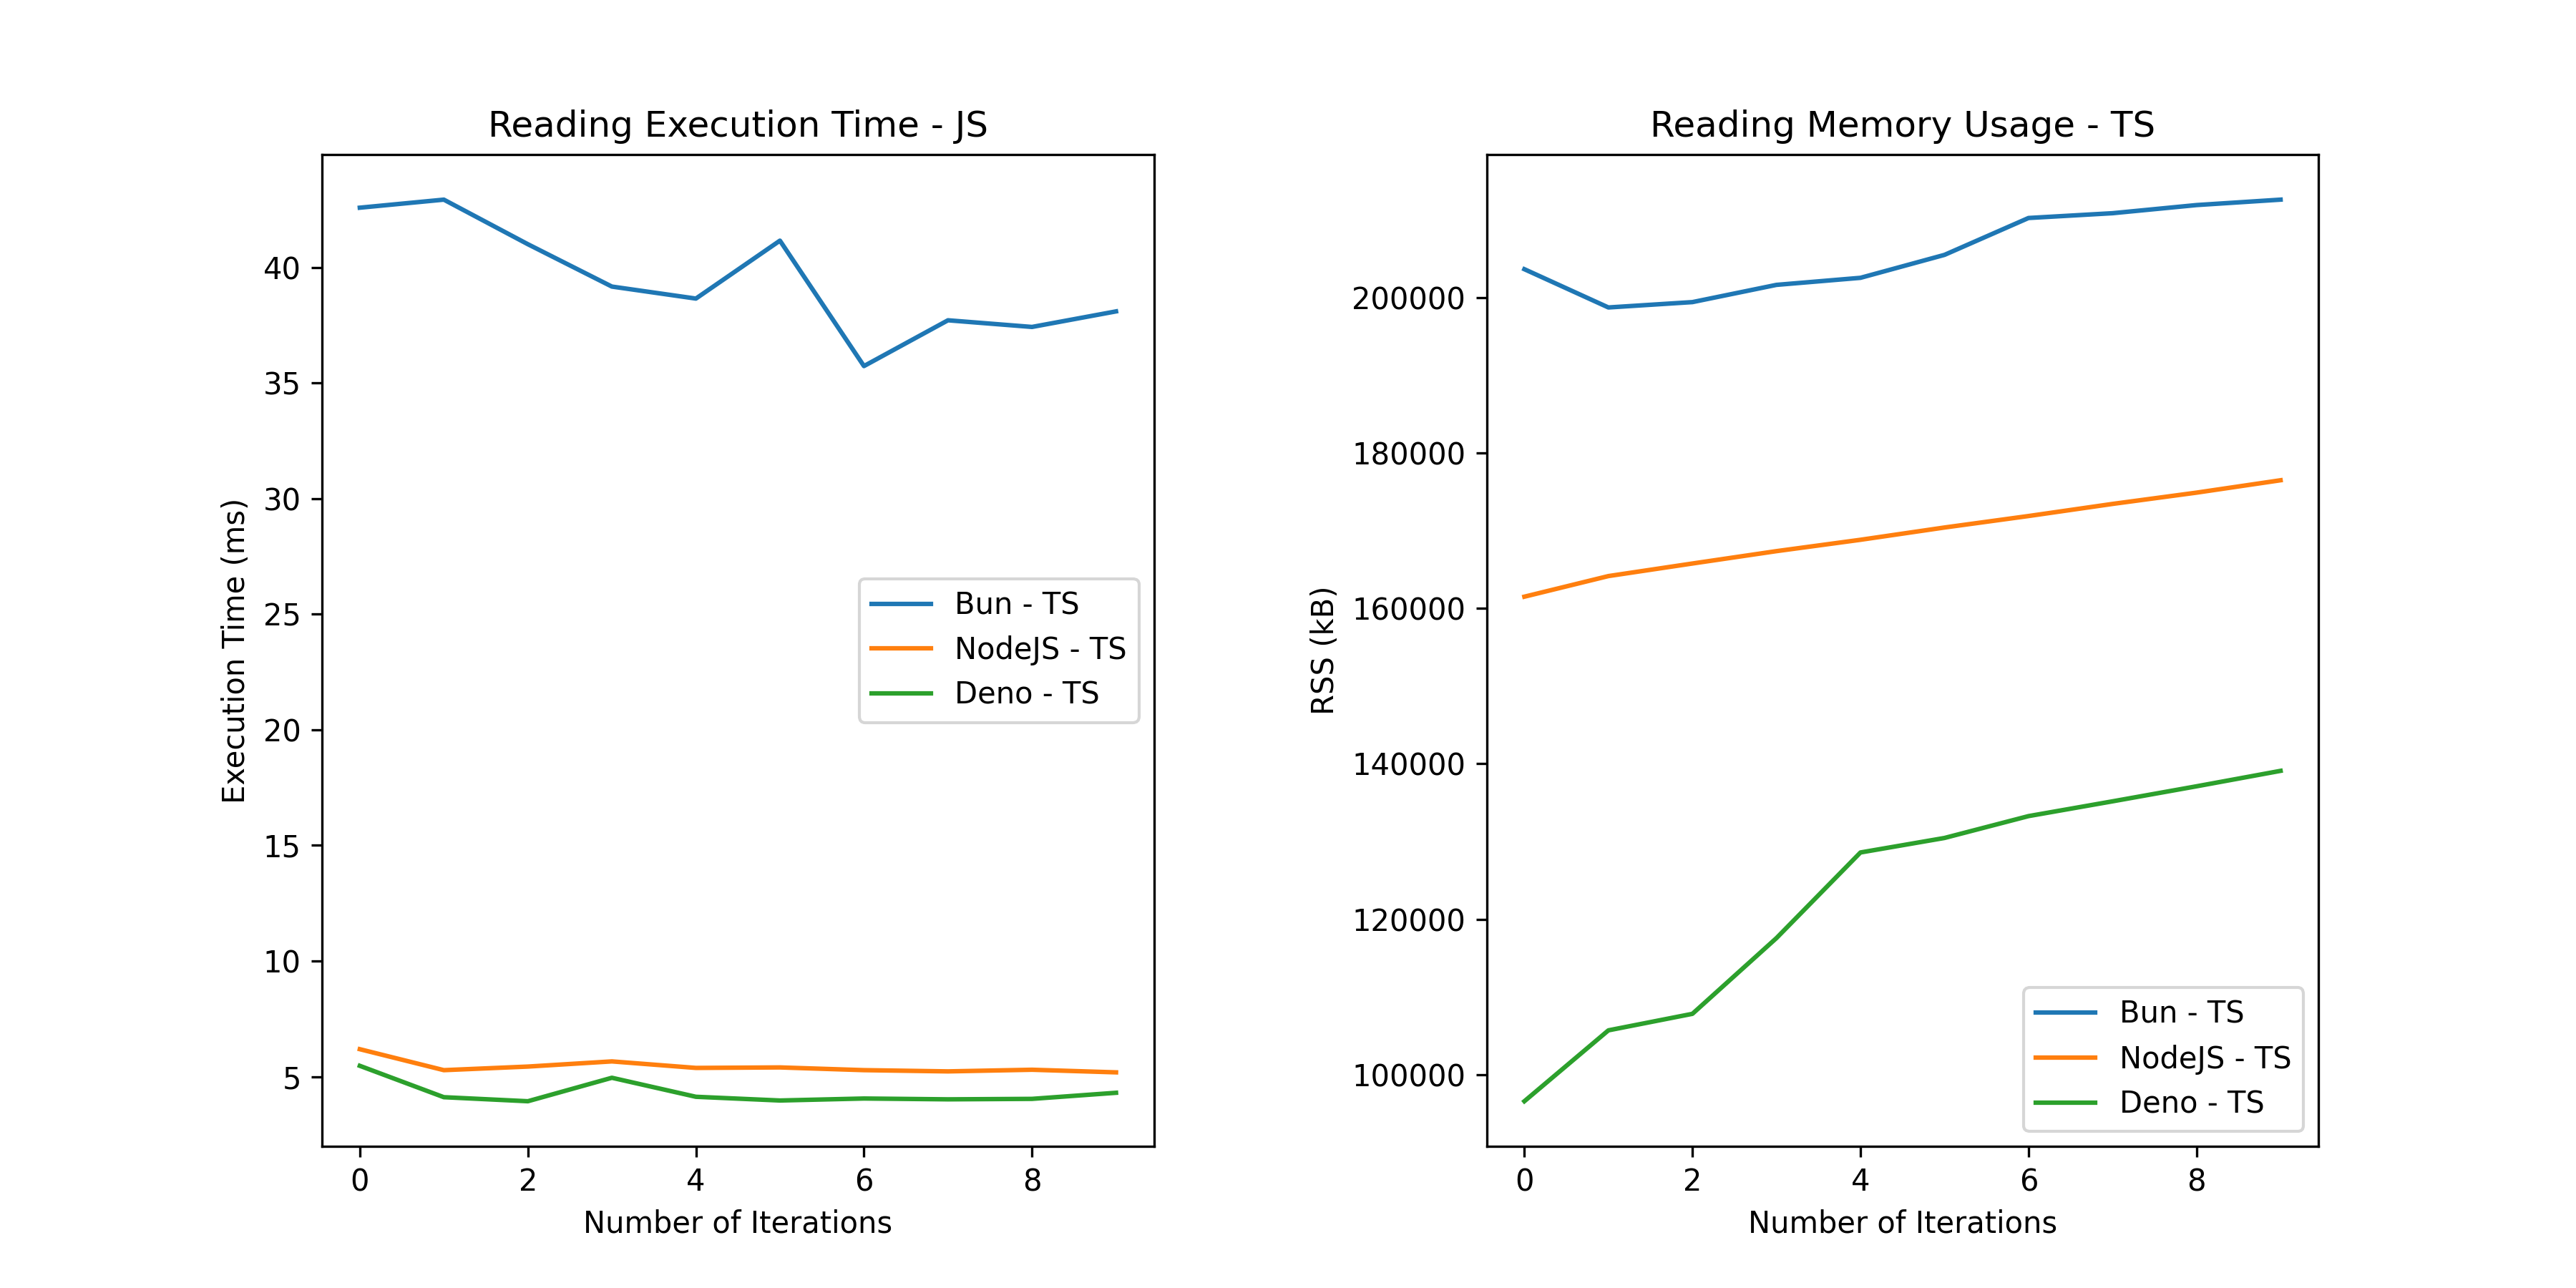 Reading Execution Time - JS
Execution Time (ms)
40
35
30
25
20
15
10
5
Bun - TS
NodeJS - TS
Deno - TS
0 2 4 6 8
Number of Iterations
Reading Memory Usage - TS
RSS (kB)
200000
180000
160000
140000
120000
100000
Bun - TS
NodeJS - TS
Deno - TS
0 2 4 6 8
Number of Iterations